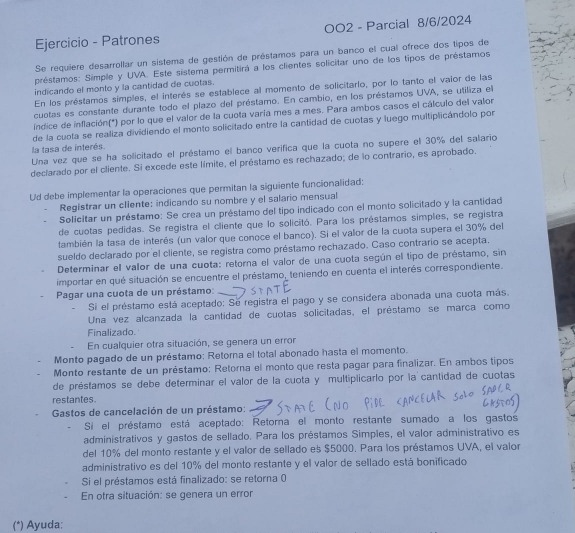 Ejercicio - Patrones
OO2 - Parcial 8/6/2024
Se requiere desarrollar un sistema de gestión de préstamos para un banco el cual ofrece dos tipos de
préstamos: Simple y UVA. Este sistema permitirá a los clientes solicitar uno de los tipos de préstamos
indicando el monto y la cantidad de cuotas.
En los préstamos simples, el interés se establece al momento de solicitarlo, por lo tanto el valor de las
cuotas es constante durante todo el plazo del préstamo. En cambio, en los préstamos UVA, se utiliza el
índice de inflación(*) por lo que el valor de la cuota varía mes a mes. Para ambos casos el cálculo del valor
de la cuota se realiza dividiendo el monto solicitado entre la cantidad de cuotas y luego multiplicándolo por
la tasa de interés.
Una vez que se ha solicitado el préstamo el banco verifica que la cuota no supere el 30% del salario
declarado por el cliente. Si excede este límite, el préstamo es rechazado; de lo contrario, es aprobado.
Ud debe implementar la operaciones que permitan la siguiente funcionalidad:
- Registrar un cliente: indicando su nombre y el salario mensual
- Solicitar un préstamo: Se crea un préstamo del tipo indicado con el monto solicitado y la cantidad
de cuotas pedidas. Se registra el cliente que lo solicitó. Para los préstamos simples, se registra
también la tasa de interés (un valor que conoce el banco). Si el valor de la cuota supera el 30% del
sueldo declarado por el cliente, se registra como préstamo rechazado. Caso contrario se acepta.
- Determinar el valor de una cuota: retorna el valor de una cuota según el tipo de préstamo, sin
importar en qué situación se encuentre el préstamo, teniendo en cuenta el interés correspondiente.
- Pagar una cuota de un préstamo: → STATE
- Si el préstamo está aceptado: Se registra el pago y se considera abonada una cuota más.
Una vez alcanzada la cantidad de cuotas solicitadas, el préstamo se marca como
Finalizado.
- En cualquier otra situación, se genera un error
- Monto pagado de un préstamo: Retorna el total abonado hasta el momento.
- Monto restante de un préstamo: Retorna el monto que resta pagar para finalizar. En ambos tipos
de préstamos se debe determinar el valor de la cuota y multiplicarlo por la cantidad de cuotas
restantes.
- Gastos de cancelación de un préstamo: → STATE (NO PIDE CANCELAR SOLO SABER
GASTOS)
- Si el préstamo está aceptado: Retorna el monto restante sumado a los gastos
administrativos y gastos de sellado. Para los préstamos Simples, el valor administrativo es
del 10% del monto restante y el valor de sellado es $5000. Para los préstamos UVA, el valor
administrativo es del 10% del monto restante y el valor de sellado está bonificado
- Si el préstamos está finalizado: se retorna 0
- En otra situación: se genera un error
(*) Ayuda: